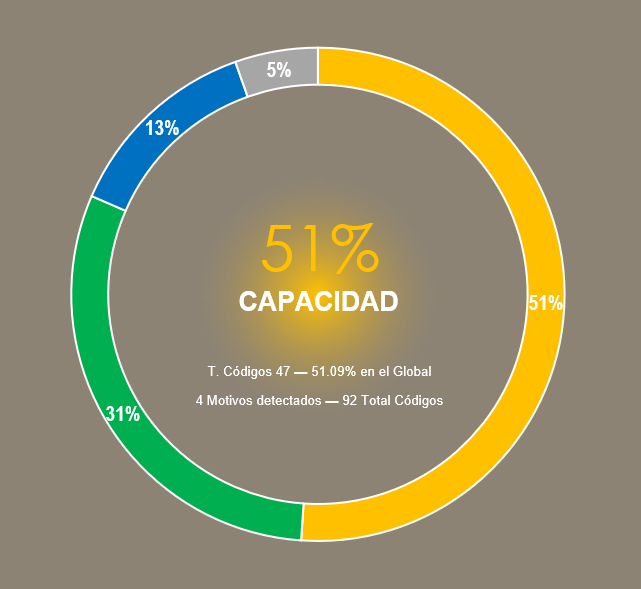 5%
13%
51%
CAPACIDAD
51%
T. Códigos 47 — 51.09% en el Global
4 Motivos detectados — 92 Total Códigos
31%